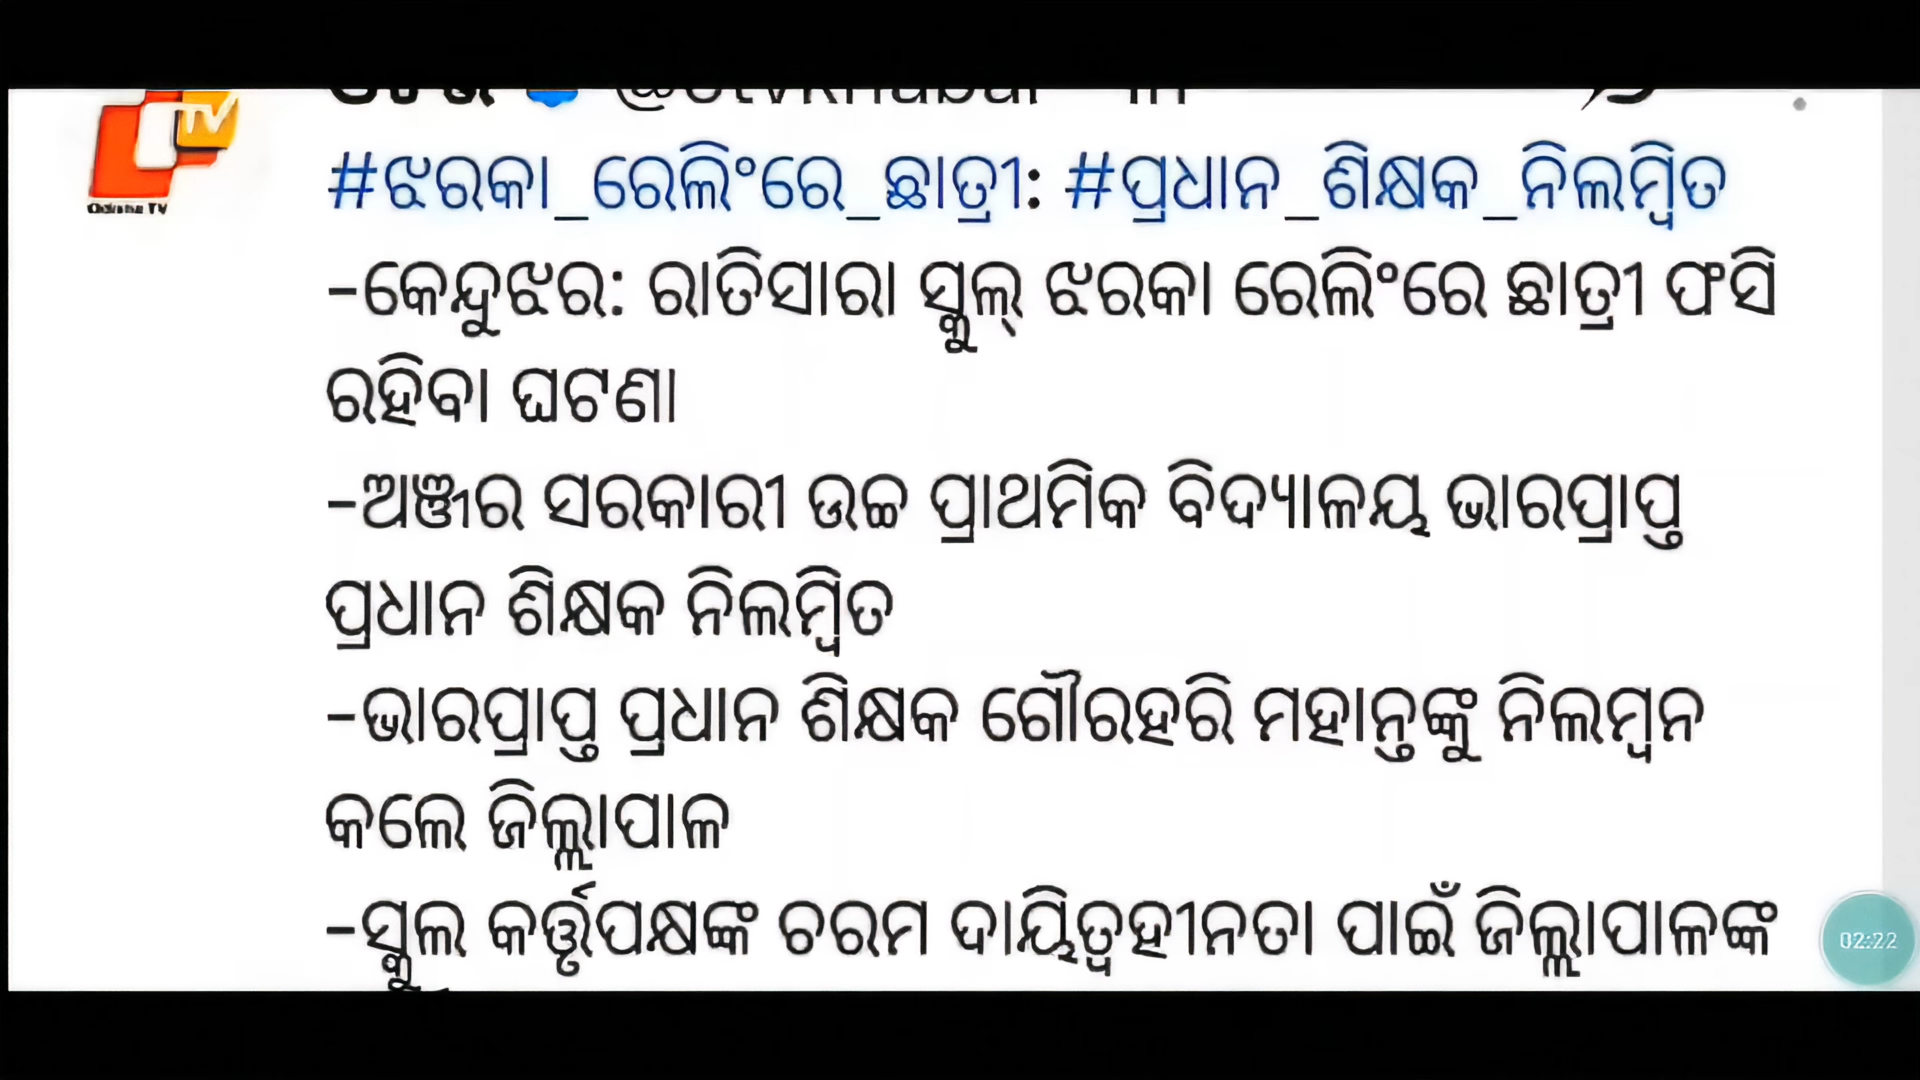 TV
Odisha TV
#ଝରକା_ରେଲିଂରେ_ଛାତ୍ରୀ: #ପ୍ରଧାନ_ଶିକ୍ଷକ_ନିଲମ୍ବିତ
-କେନ୍ଦୁଝର: ରାତିସାରା ସ୍କୁଲ୍ ଝରକା ରେଲିଂରେ ଛାତ୍ରୀ ଫସି
ରହିବା ଘଟଣା
-ଅଞ୍ଜାର ସରକାରୀ ଉଚ୍ଚ ପ୍ରାଥମିକ ବିଦ୍ୟାଳୟ ଭାରପ୍ରାପ୍ତ
ପ୍ରଧାନ ଶିକ୍ଷକ ନିଲମ୍ବିତ
-ଭାରପ୍ରାପ୍ତ ପ୍ରଧାନ ଶିକ୍ଷକ ଗୌରହରି ମହାନ୍ତଙ୍କୁ ନିଲମ୍ବନ
କଲେ ଜିଲ୍ଲାପାଳ
-ସ୍କୁଲ କର୍ତ୍ତୃପକ୍ଷଙ୍କ ଚରମ ଦାୟିତ୍ୱହୀନତା ପାଇଁ ଜିଲ୍ଲାପାଳଙ୍କ
02:22